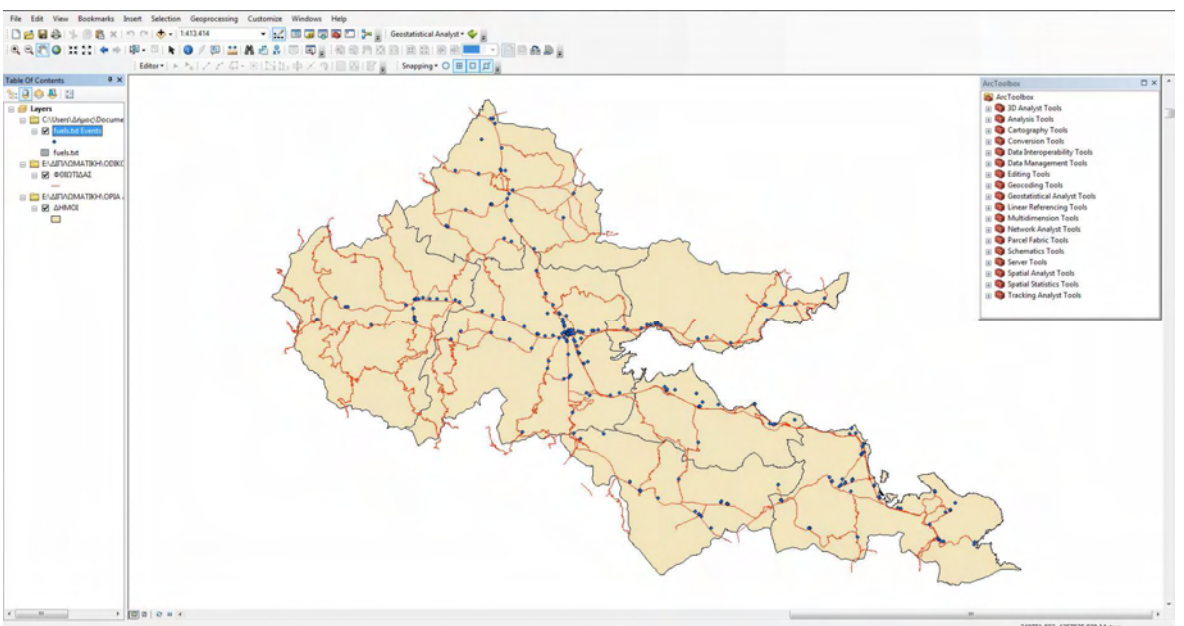 File Edit View Bookmarks Insert Selection Geoprocessing Customize Windows Help
1:413.414
Geostatistical Analyst
Editor
Snapping
Table Of Contents
Layers
C:\Users\Δήμος\Docume
fuels.txt Events
fuels.txt
E:\ΔΙΠΛΩΜΑΤΙΚΗ\ΟΔΙΚΟ
ΦΘΙΩΤΙΔΑΣ
E:\ΔΙΠΛΩΜΑΤΙΚΗ\ΟΡΙΑ
ΔΗΜΟΙ
ArcToolbox
ArcToolbox
3D Analyst Tools
Analysis Tools
Cartography Tools
Conversion Tools
Data Interoperability Tools
Data Management Tools
Editing Tools
Geocoding Tools
Geostatistical Analyst Tools
Linear Referencing Tools
Multidimension Tools
Network Analyst Tools
Parcel Fabric Tools
Schematics Tools
Server Tools
Spatial Analyst Tools
Spatial Statistics Tools
Tracking Analyst Tools